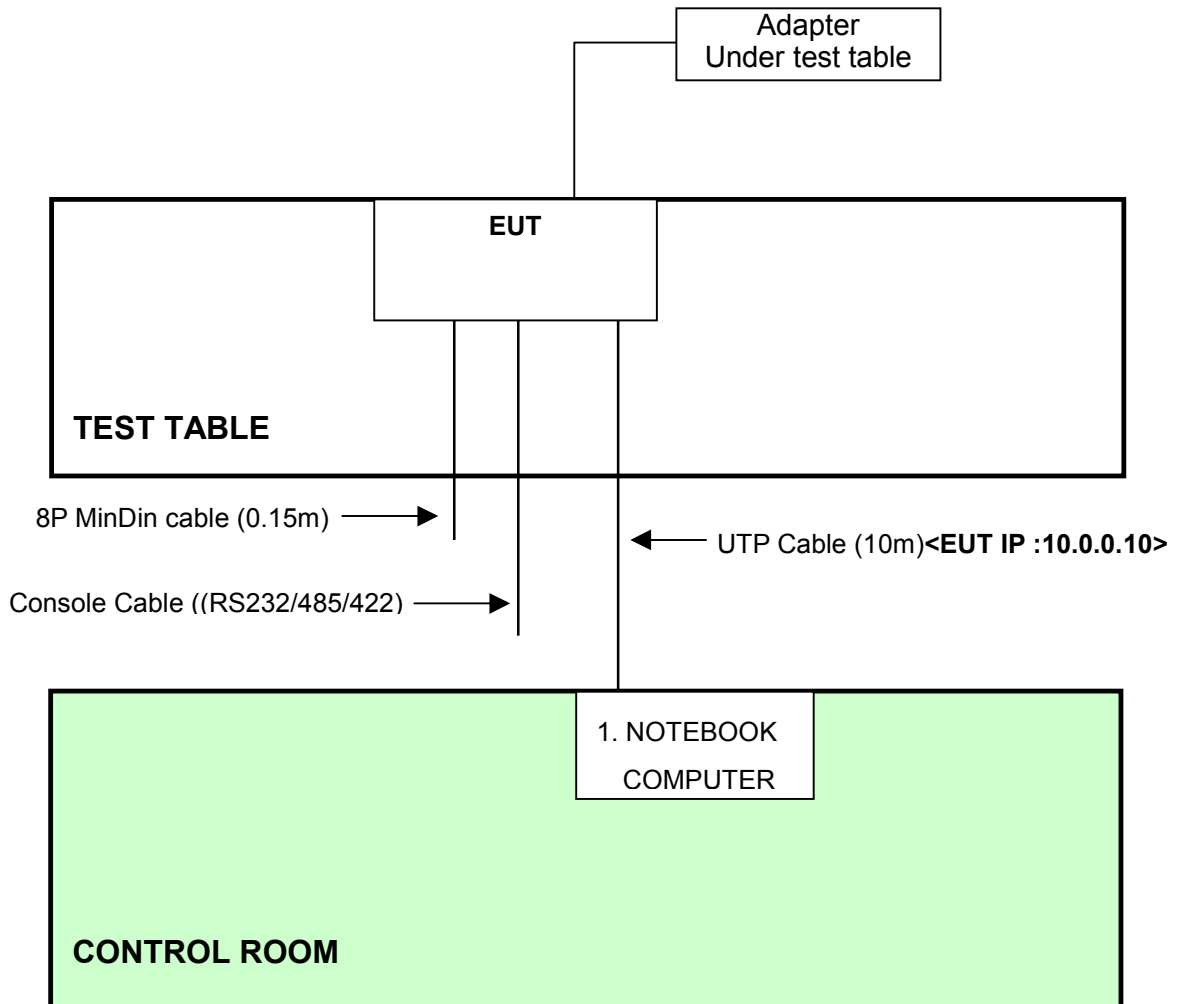 Adapter
Under test table
EUT
TEST TABLE
8P MinDin cable (0.15m)
UTP Cable (10m)<EUT IP :10.0.0.10>
Console Cable ((RS232/485/422)
1. NOTEBOOK
COMPUTER
CONTROL ROOM